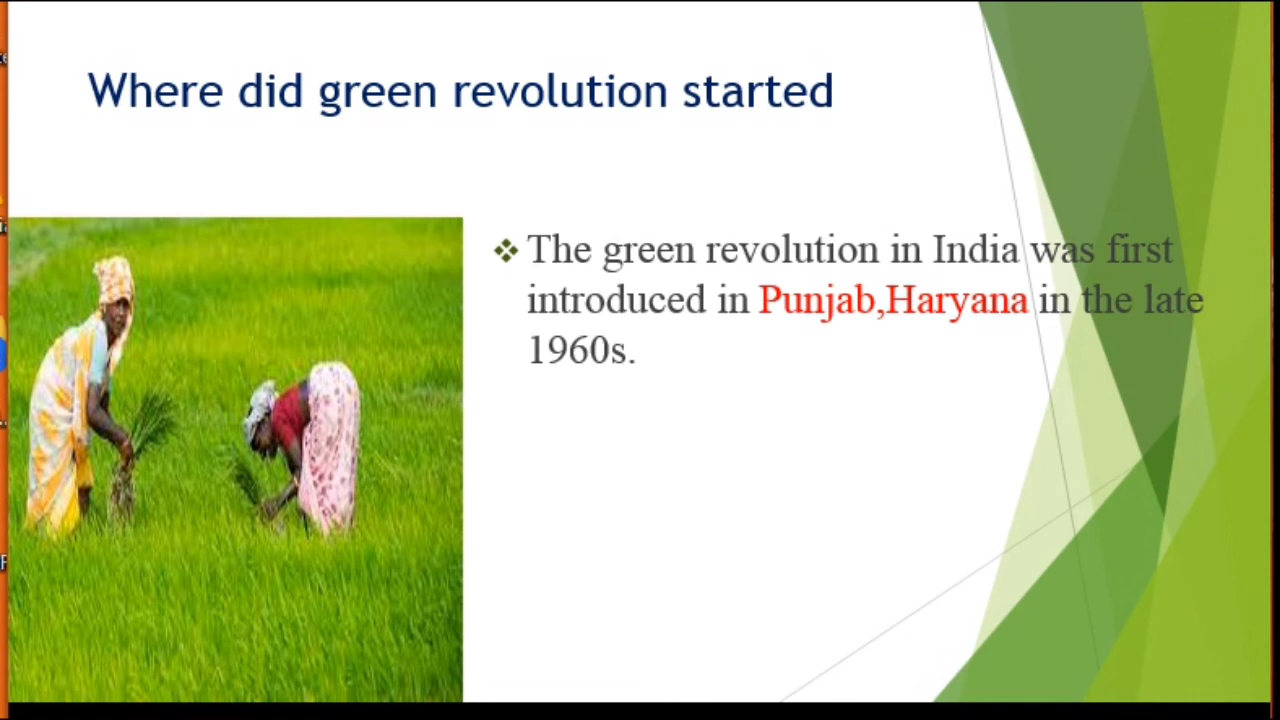 Where did green revolution started
❖ The green revolution in India was first
introduced in Punjab,Haryana in the late
1960s.